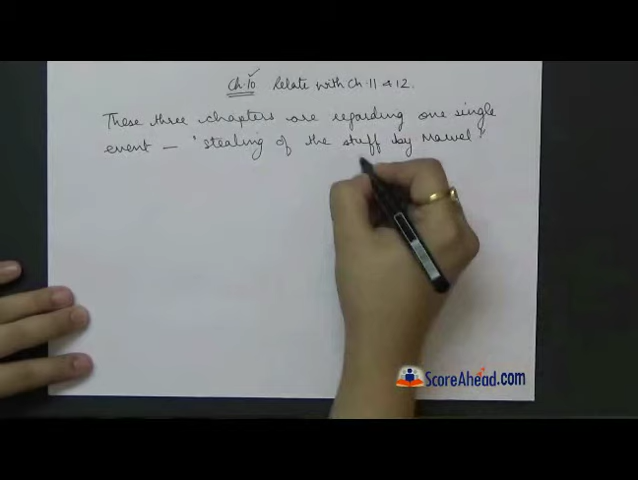 Ch.10 Relate with Ch.11 & 12.
These three chapters are regarding one single
event – 'stealing of the stuff by Marvel'
ScoreAhead.com